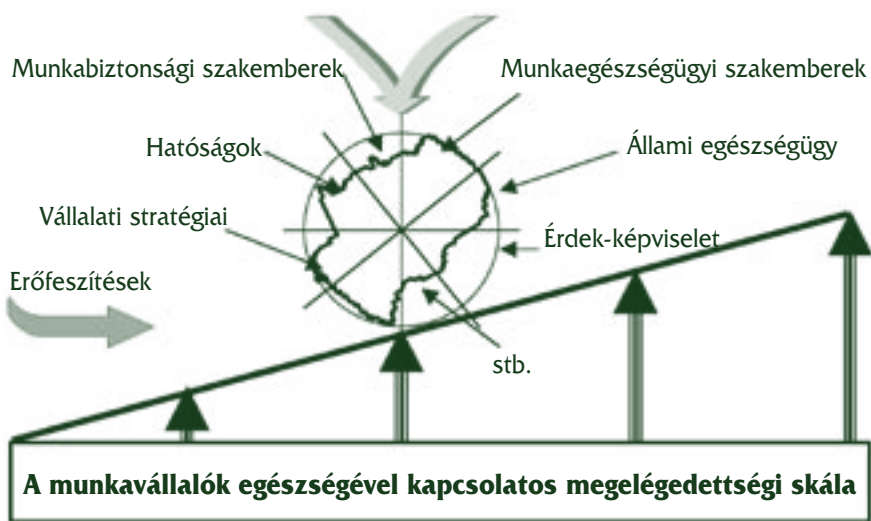 Munkabiztonsági szakemberek
Munkaegészségügyi szakemberek
Hatóságok
Állami egészségügy
Vállalati stratégiai
Érdek-képviselet
Erőfeszítések
stb.
A munkavállalók egészségével kapcsolatos megelégedettségi skála